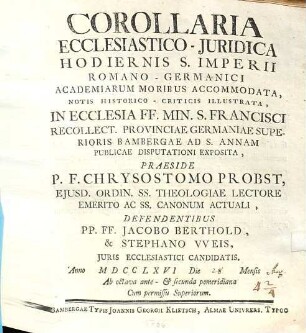 COROLLARIA
ECCLESIASTICO-JURIDICA
HODIERNIS S. IMPERII
ROMANO-GERMANICI
ACADEMIARUM MORIBUS ACCOMMODATA,
NOTIS HISTORICO-CRITICIS ILLUSTRATA,
IN ECCLESIA FF. MIN. S. FRANCISCI
RECOLLECT. PROVINCIAE GERMANIAE SUPE-
RIORIS BAMBERGAE AD S. ANNAM
PUBLICAE DISPUTATIONI EXPOSITA,
PRAESIDE
P. F. CHRYSOSTOMO PROBST,
EJUSD. ORDIN. SS. THEOLOGIAE LECTORE
EMERITO AC SS. CANONUM ACTUALI,
DEFENDENTIBUS
PP. FF. JACOBO BERTHOLD,
& STEPHANO VVEIS,
JURIS ECCLESIASTICI CANDIDATIS.
Anno MDCCLXVI Die 28 Mensis
Ab octava ante- & secunda pomeridiana
Cum permissu Superiorum.
BAMBERGAE TYPIS JOANNIS GEORGII KLIETSCH, ALMAE UNIVERSI. TYPOG